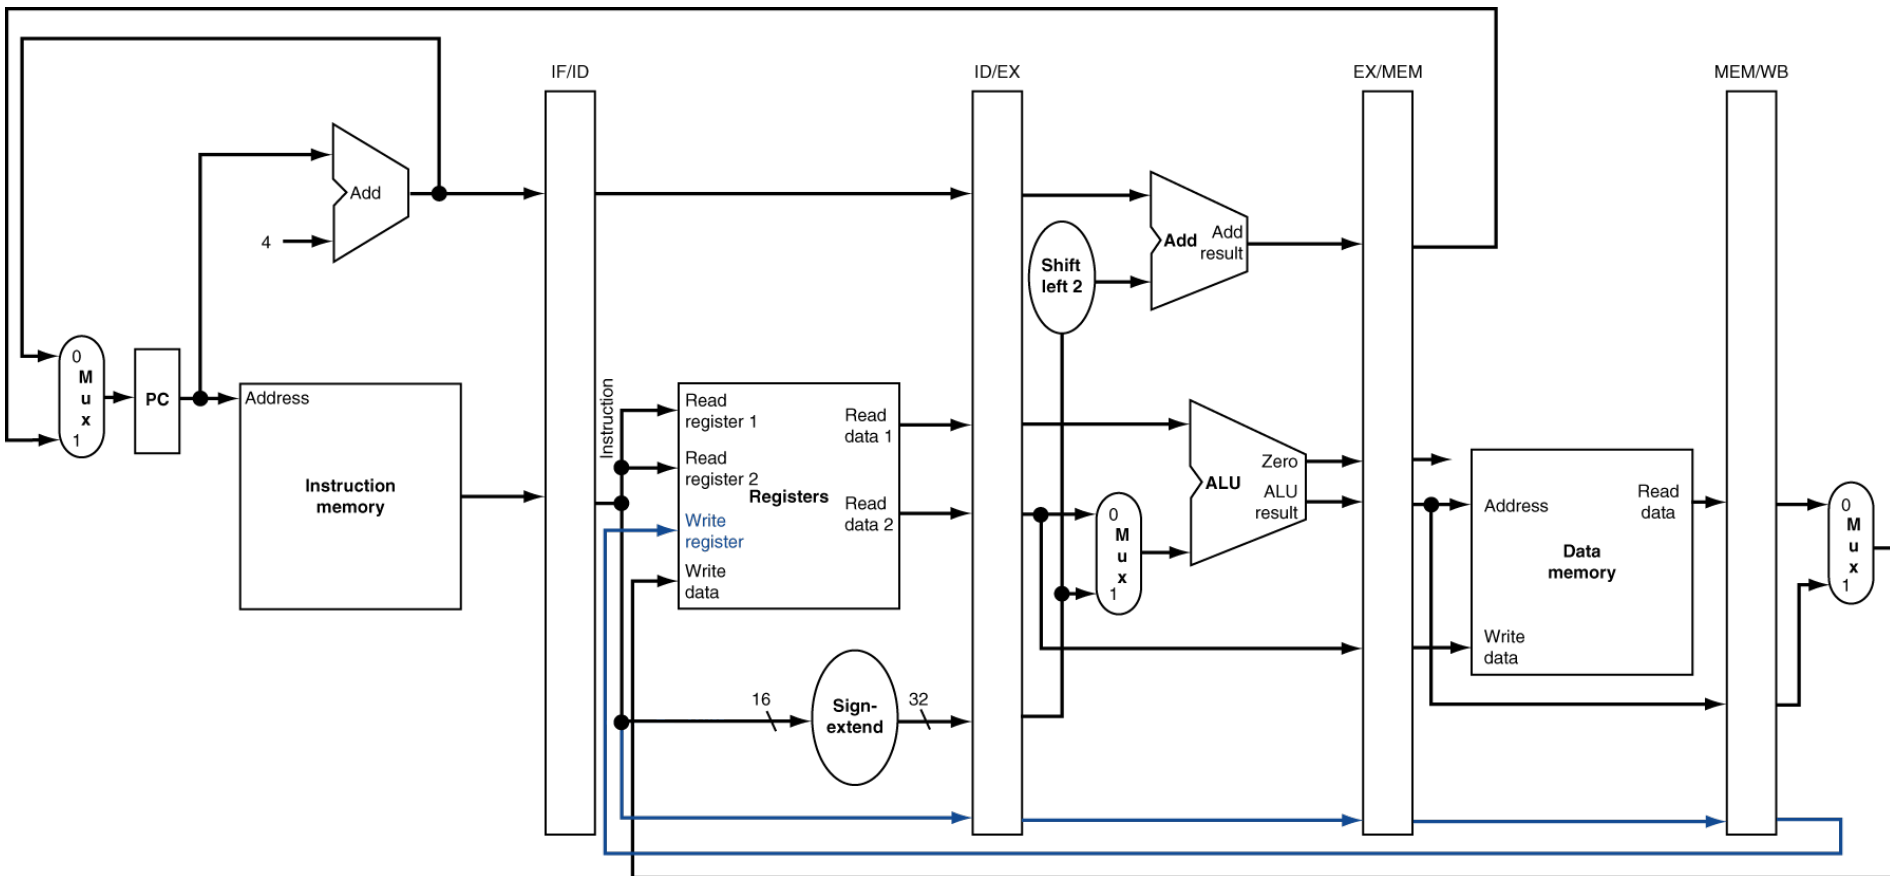 IF/ID
ID/EX
EX/MEM
MEM/WB
Add
4
Shift
left 2
Add
Add
result
0
M
u
x
1
PC
Address
Instruction
memory
Instruction
Read
register 1
Read
register 2
Registers
Write
register
Write
data
Read
data 1
Read
data 2
16
Sign-
extend
32
0
M
u
x
1
Zero
ALU
ALU
result
Address
Read
data
Data
memory
Write
data
0
M
u
x
1